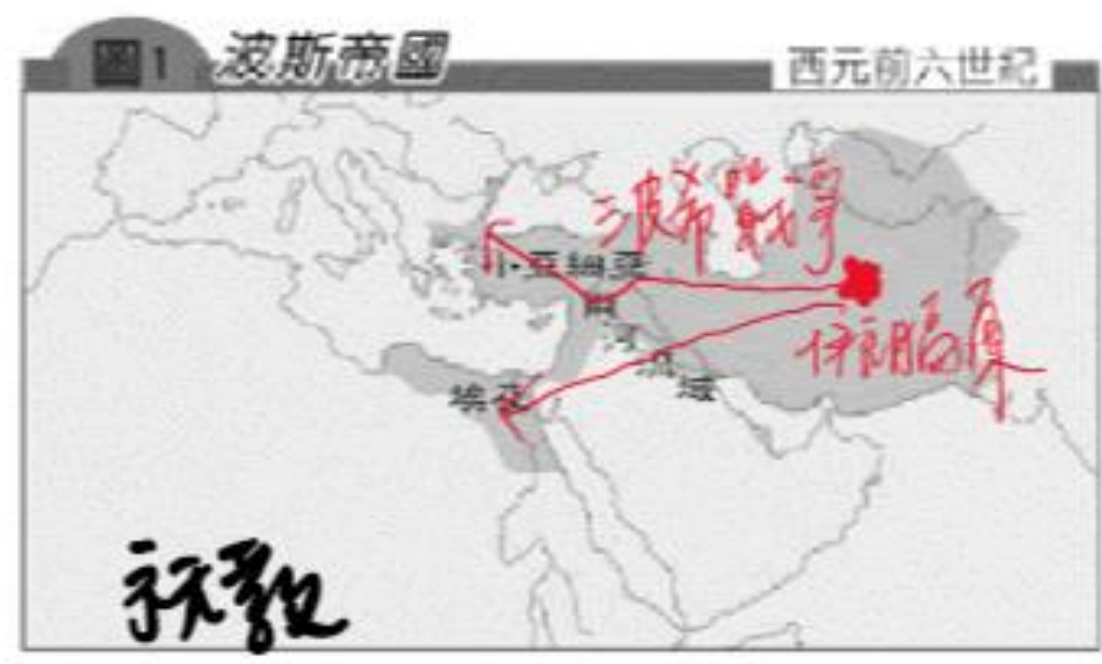 圖1 波斯帝國
西元前六世紀
三波希戰爭
小亞細亞
兩河流域
伊朗高原
埃及
祆教